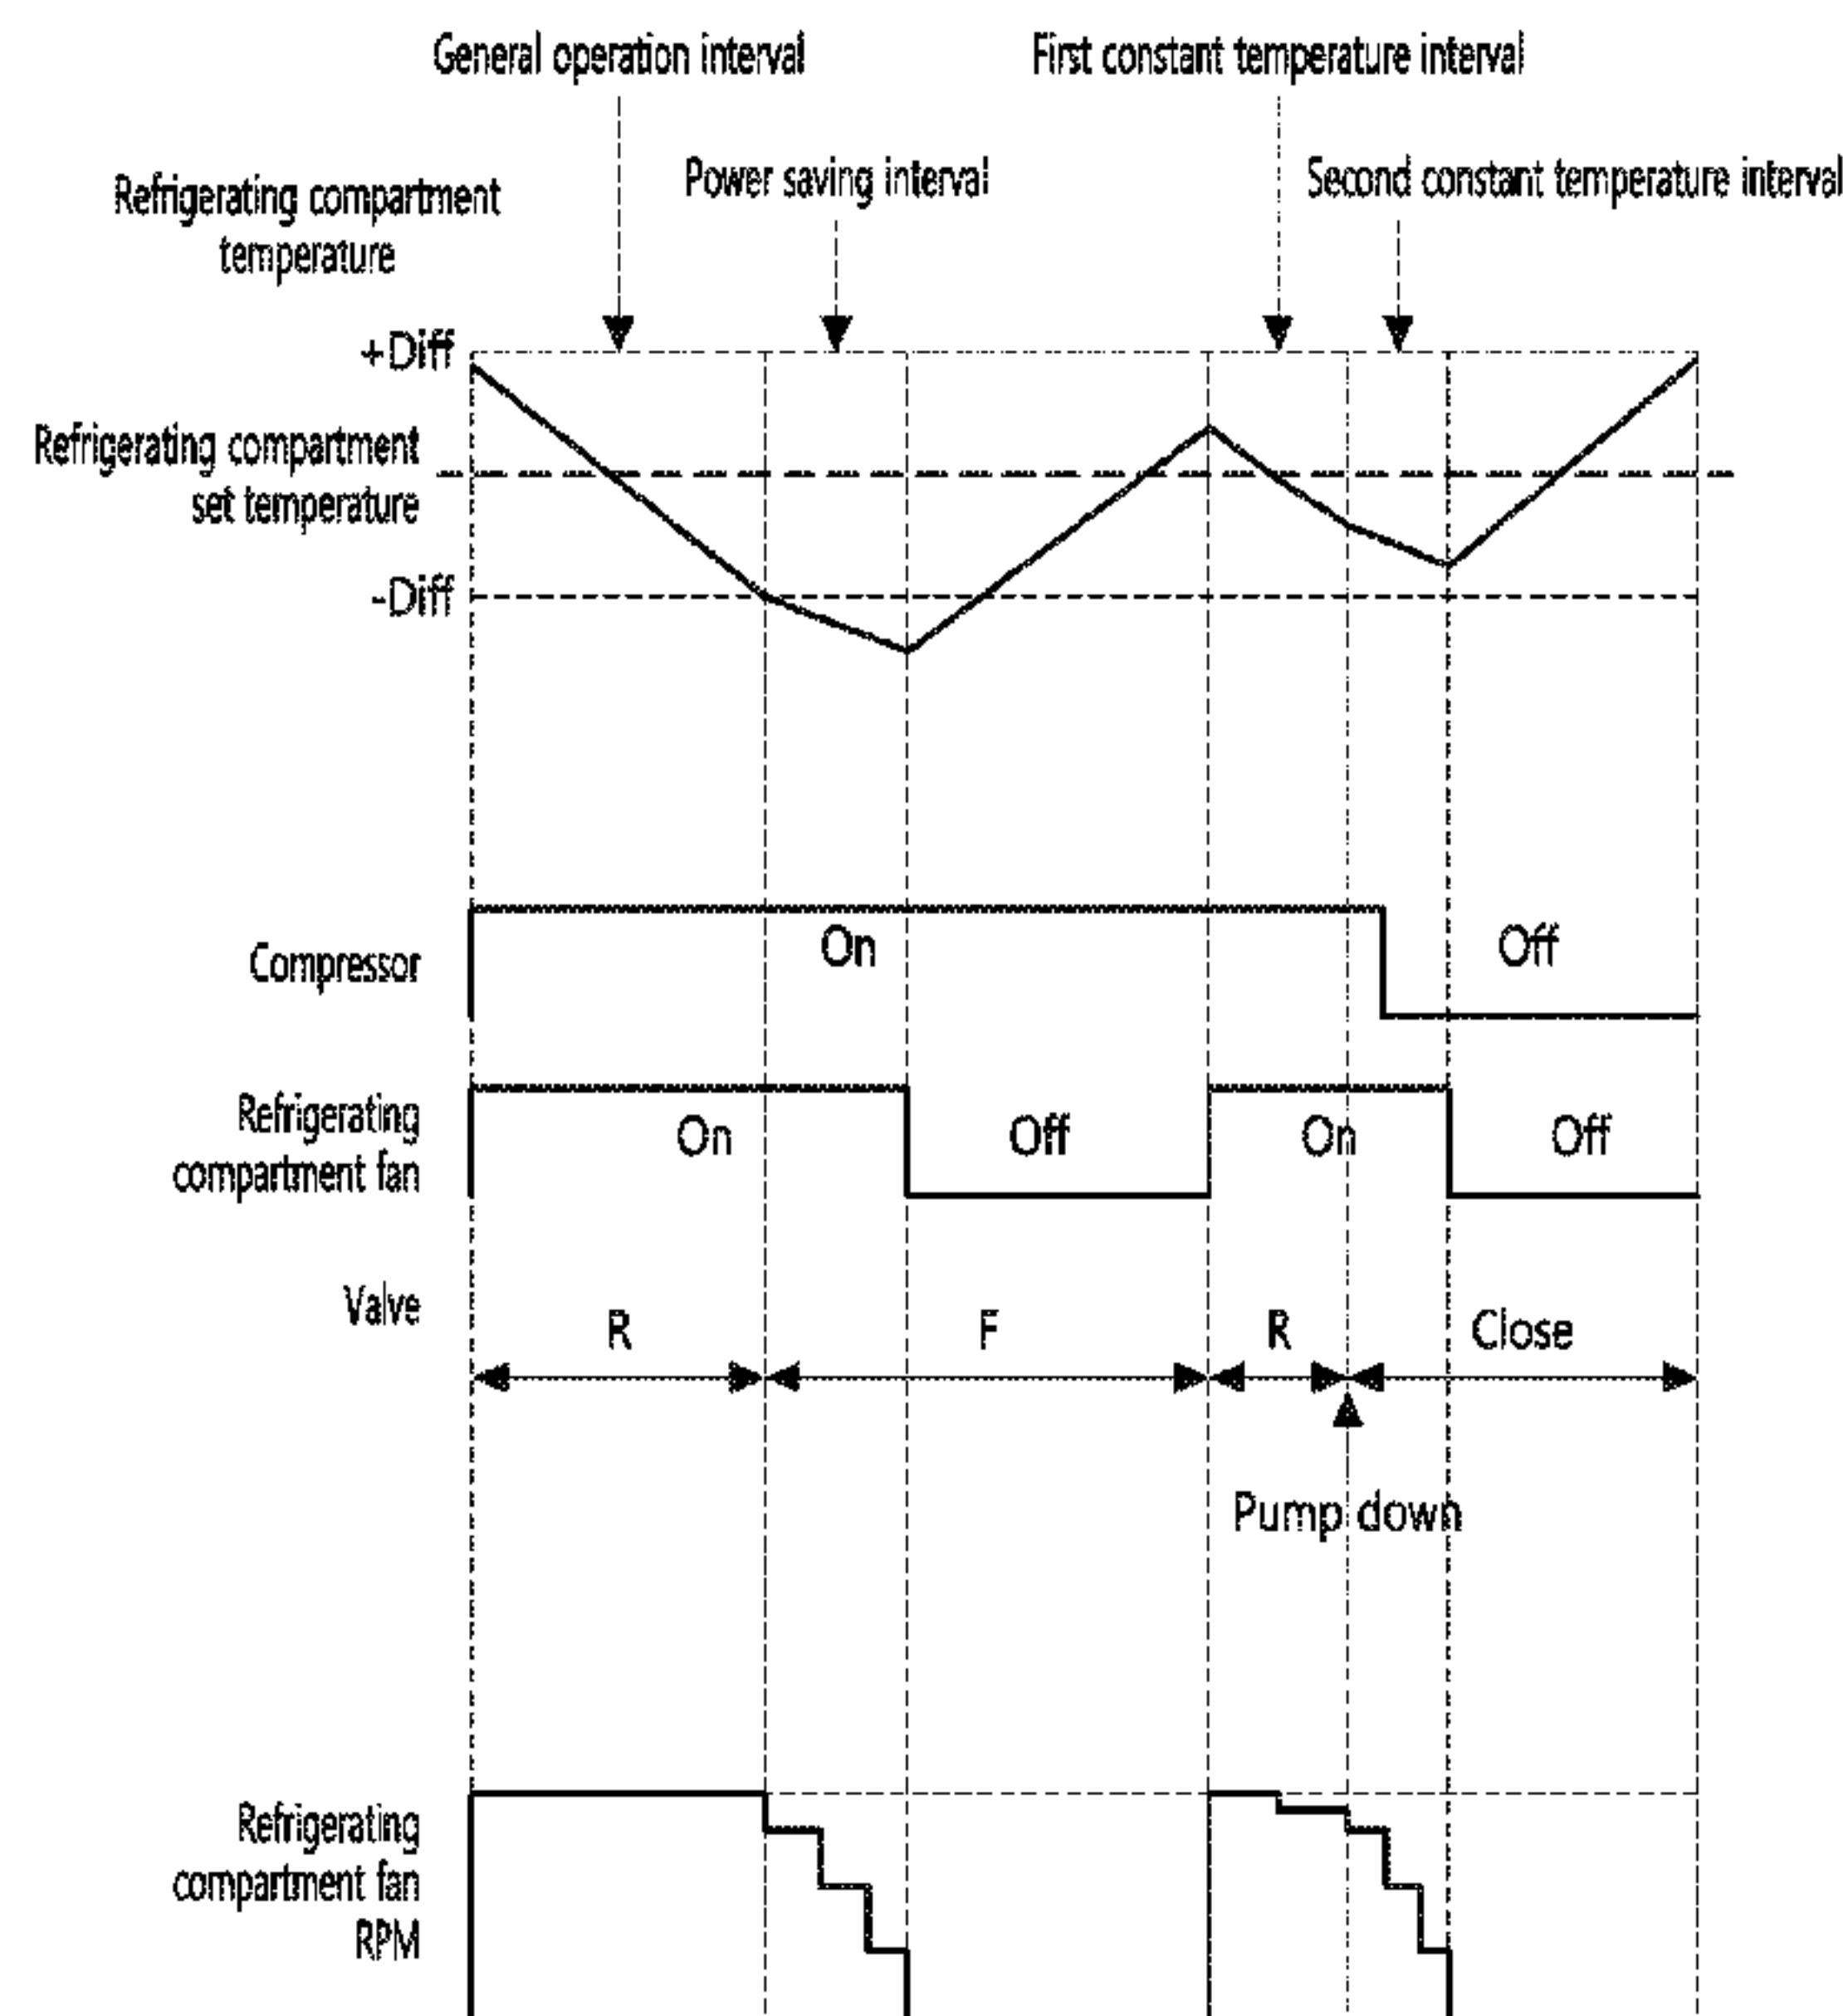 General operation interval
First constant temperature interval
Power saving interval
Second constant temperature interval
Refrigerating compartment
temperature
+Diff
Refrigerating compartment
set temperature
-Diff
Compressor
On
Off
Refrigerating
compartment fan
On
Off
On
Off
Valve
R
F
R
Close
Pump down
Refrigerating
compartment fan
RPM